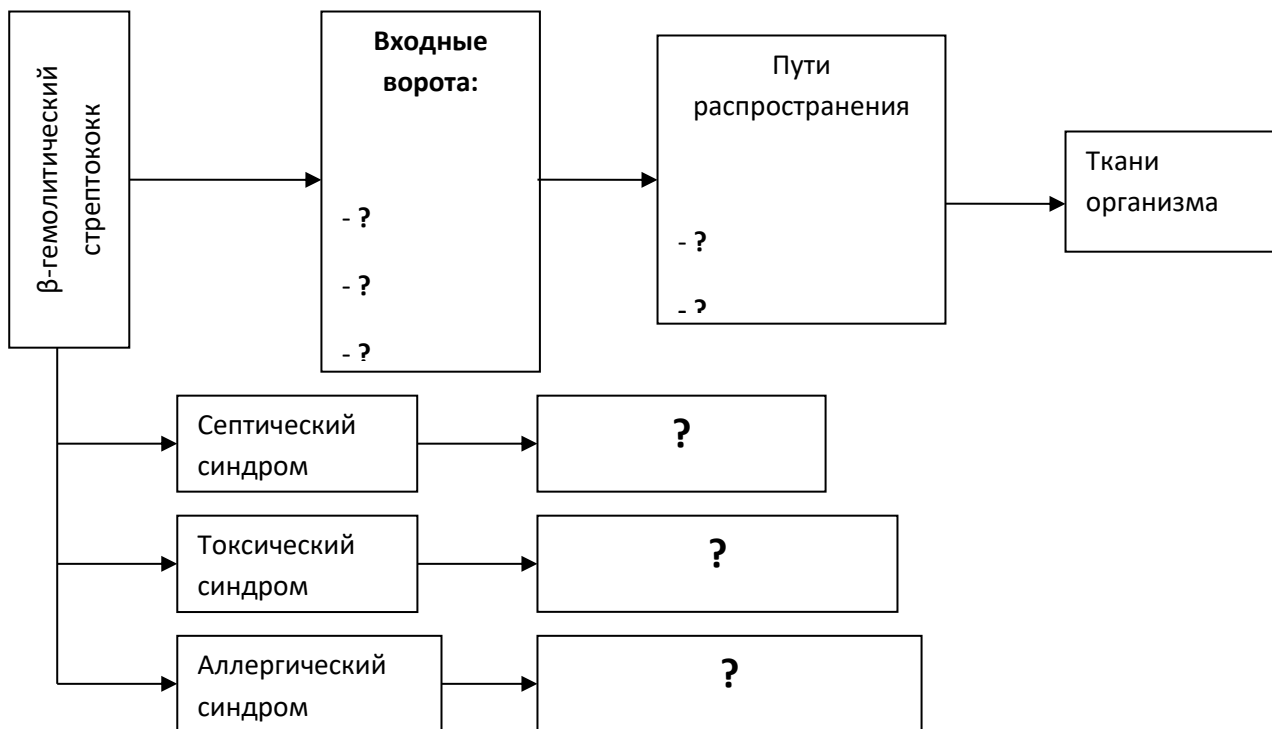 β-гемолитический
стрептококк
Входные
ворота:
- ?
- ?
- ?
Пути
распространения
- ?
- ?
Ткани
организма
Септический
синдром
?
Токсический
синдром
?
Аллергический
синдром
?